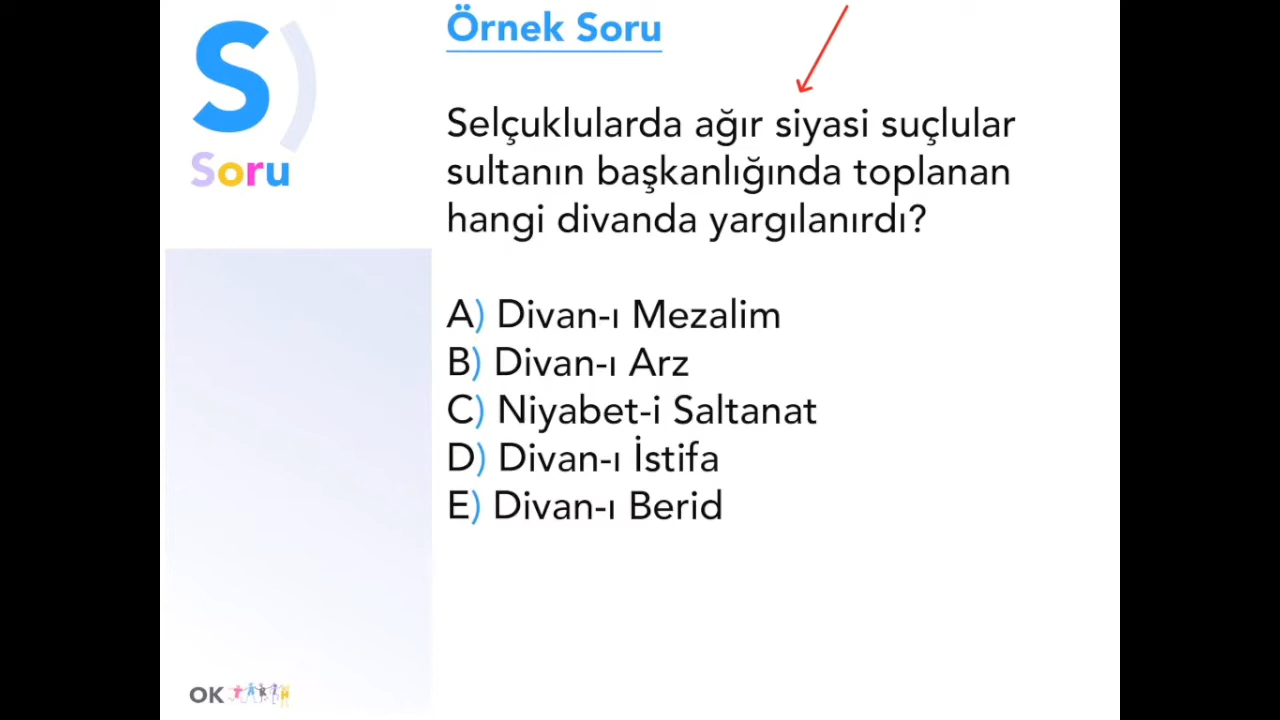 S)
Soru
Örnek Soru
Selçuklularda ağır siyasi suçlular
sultanın başkanlığında toplanan
hangi divanda yargılanırdı?
A) Divan-ı Mezalim
B) Divan-ı Arz
C) Niyabet-i Saltanat
D) Divan-ı İstifa
E) Divan-ı Berid
OK TARİH